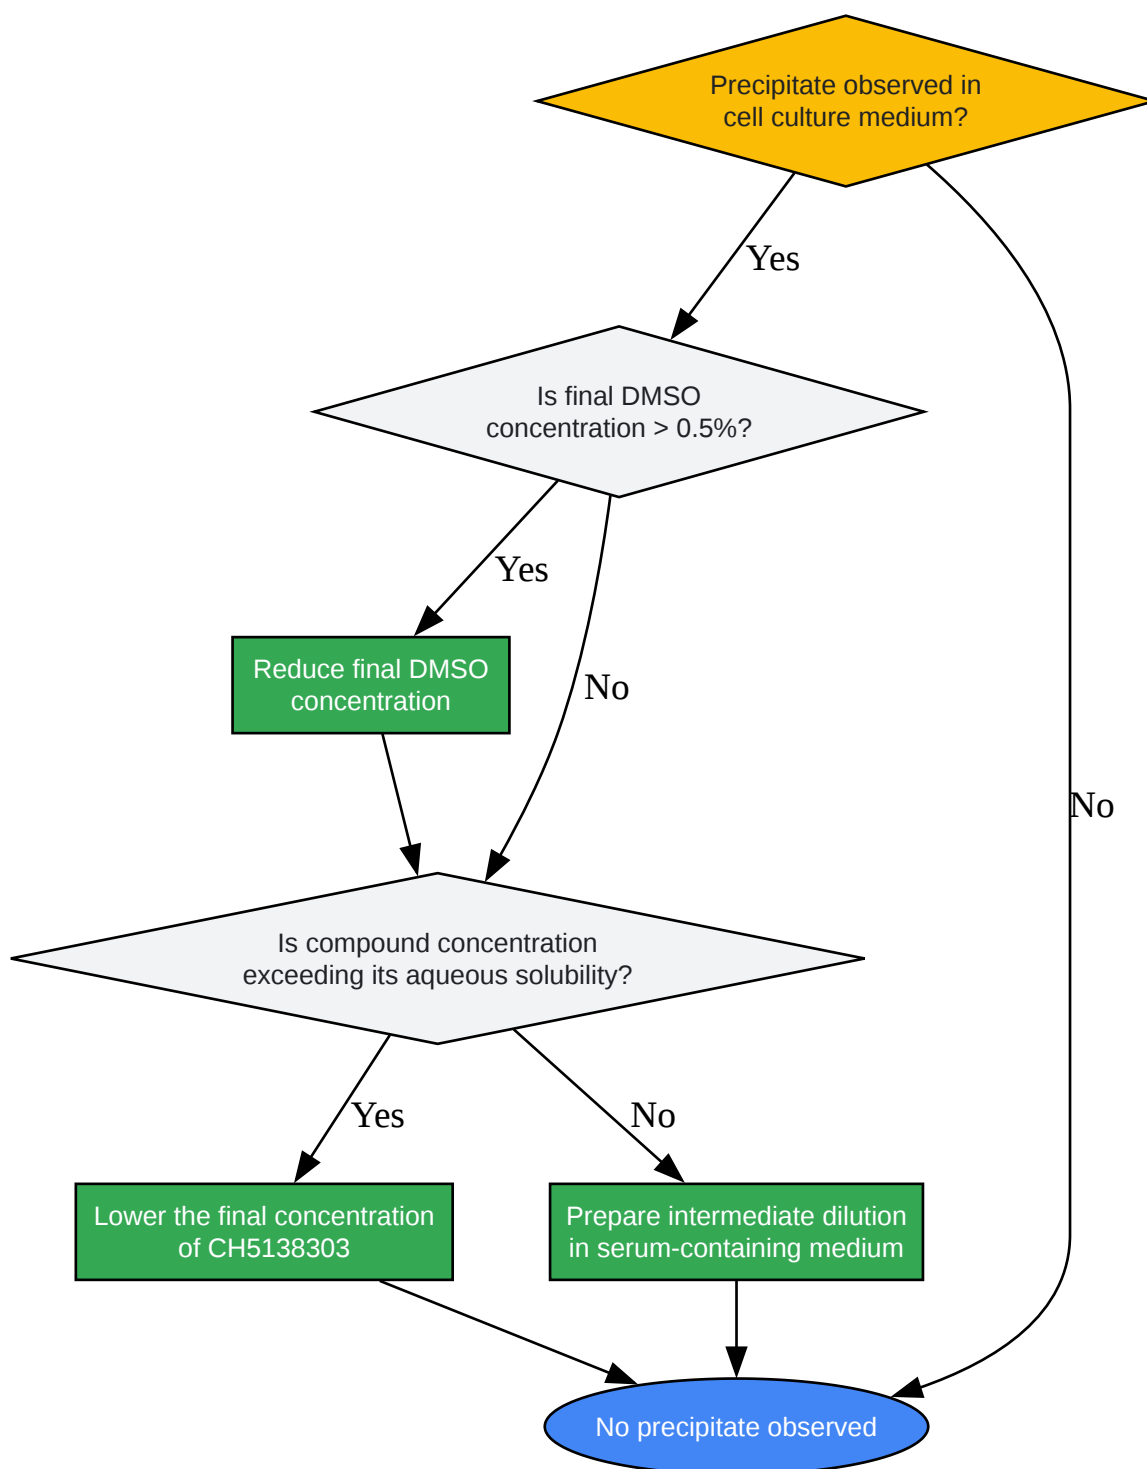 Precipitate observed in
cell culture medium?
Yes
Is final DMSO
concentration > 0.5%?
Yes
Reduce final DMSO
concentration
No
No
Is compound concentration
exceeding its aqueous solubility?
Yes
No
Lower the final concentration
of CH5138303
Prepare intermediate dilution
in serum-containing medium
No precipitate observed